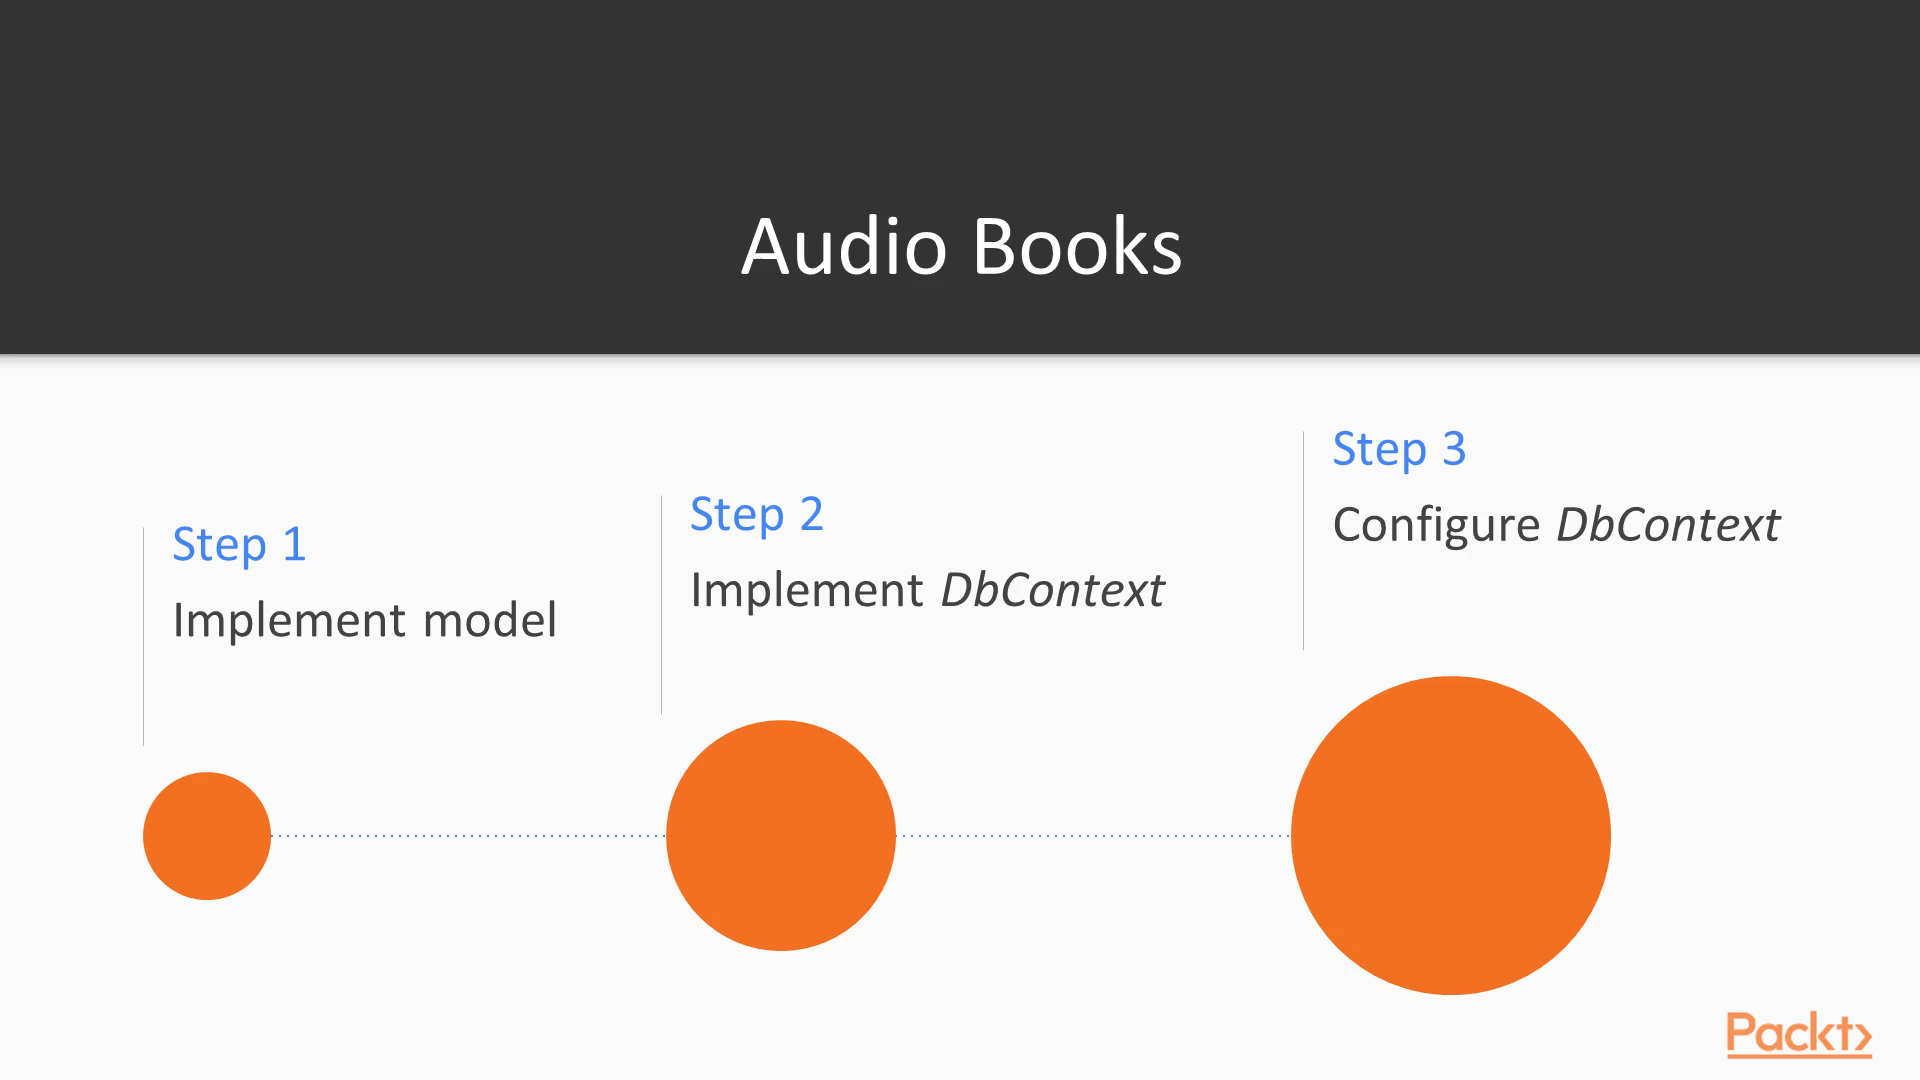 Audio Books
Step 1
Implement model
Step 2
Implement DbContext
Step 3
Configure DbContext
Packt>